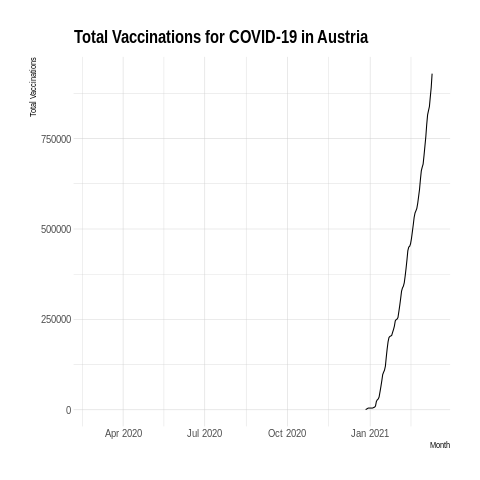 Total Vaccinations for COVID-19 in Austria
Total Vaccinations
750000
500000
250000
0
Apr 2020 Jul 2020 Oct 2020 Jan 2021
Month